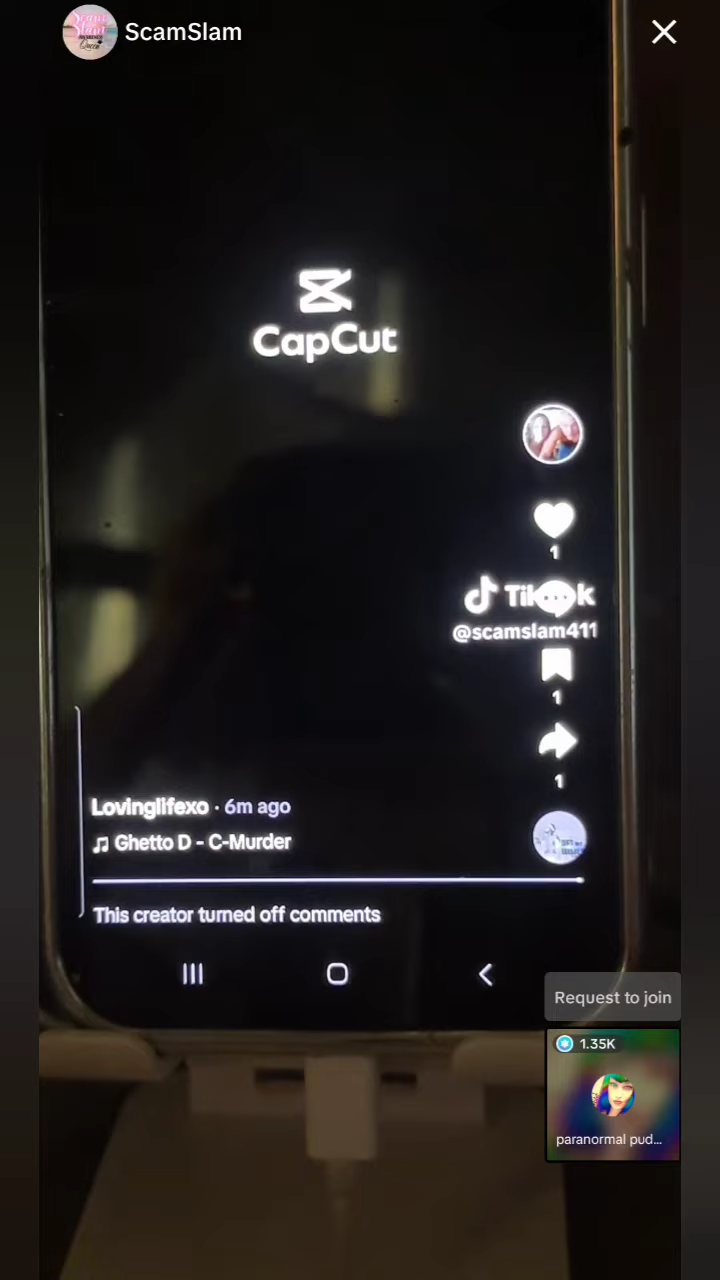 ScamSlam
CapCut
1
TikTok
@scamslam411
1
1
Lovinglifexo · 6m ago
Ghetto D - C-Murder
This creator turned off comments
Request to join
1.35K
paranormal pud...